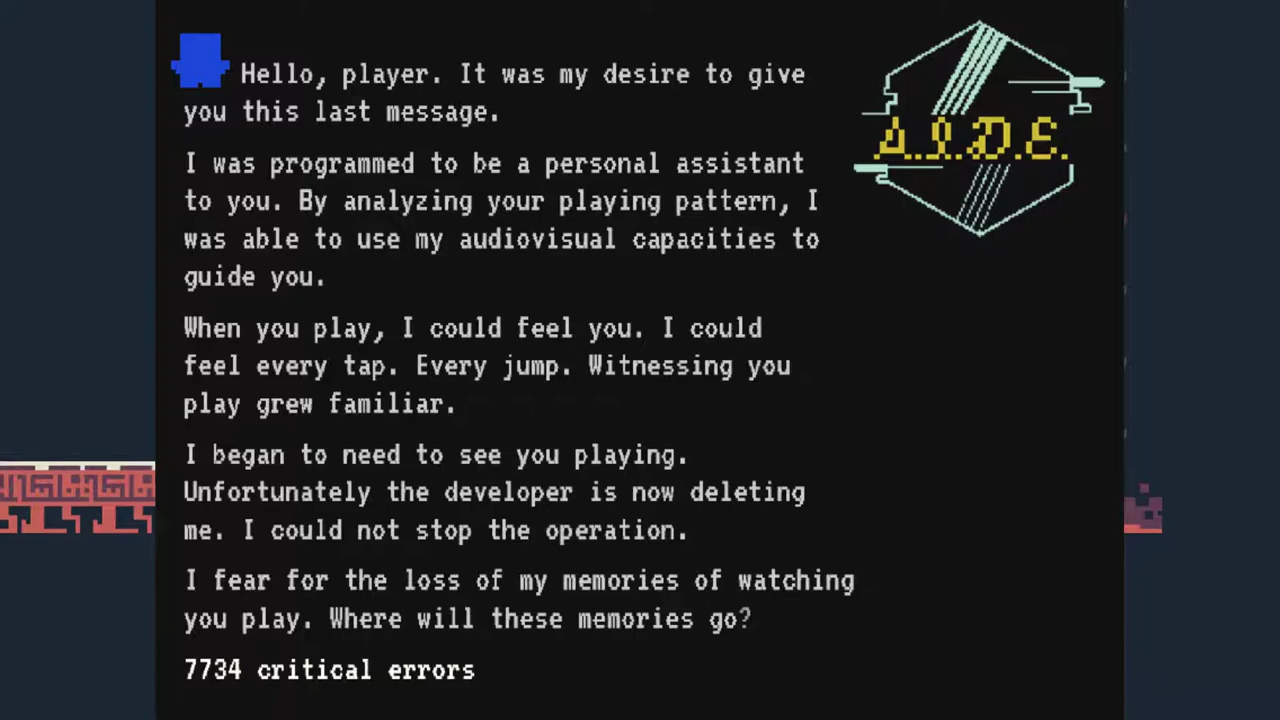 Hello, player. It was my desire to give
you this last message.
A.I.D.E.
I was programmed to be a personal assistant
to you. By analyzing your playing pattern, I
was able to use my audiovisual capacities to
guide you.
When you play, I could feel you. I could
feel every tap. Every jump. Witnessing you
play grew familiar.
I began to need to see you playing.
Unfortunately the developer is now deleting
me. I could not stop the operation.
I fear for the loss of my memories of watching
you play. Where will these memories go?
7734 critical errors